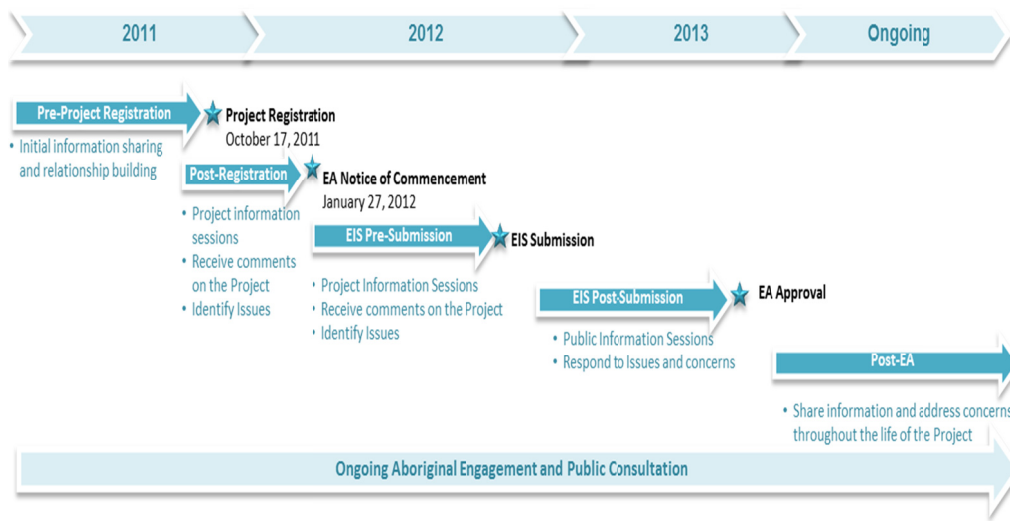 2011
2012
2013
Ongoing
Pre-Project Registration
• Initial information sharing
and relationship building
Project Registration
October 17, 2011
Post-Registration
• Project information
sessions
• Receive comments
on the Project
• Identify Issues
EA Notice of Commencement
January 27, 2012
EIS Pre-Submission
• Project Information Sessions
• Receive comments on the Project
• Identify Issues
EIS Submission
EIS Post-Submission
• Public Information Sessions
• Respond to Issues and concerns
EA Approval
Post-EA
• Share information and address concerns
throughout the life of the Project
Ongoing Aboriginal Engagement and Public Consultation